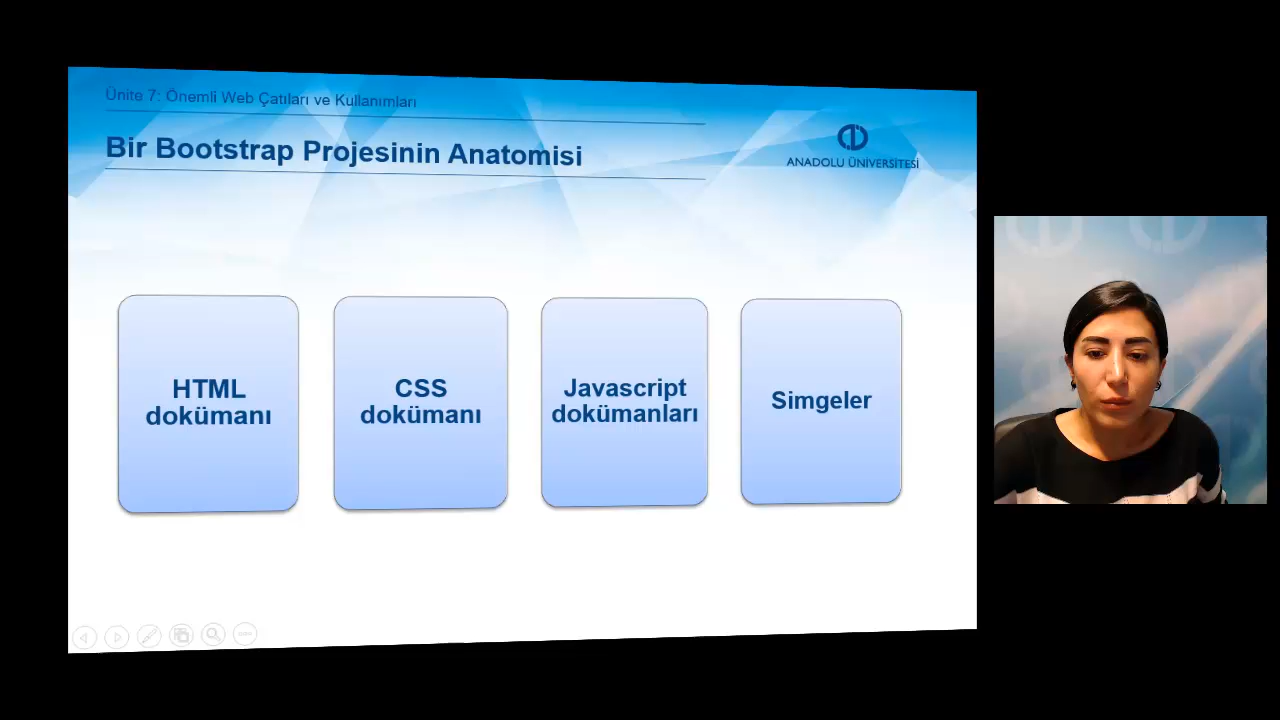 Ünite 7: Önemli Web Çatıları ve Kullanımları
Bir Bootstrap Projesinin Anatomisi
ANADOLU ÜNİVERSİTESİ
HTML
dokümanı
CSS
dokümanı
Javascript
dokümanları
Simgeler